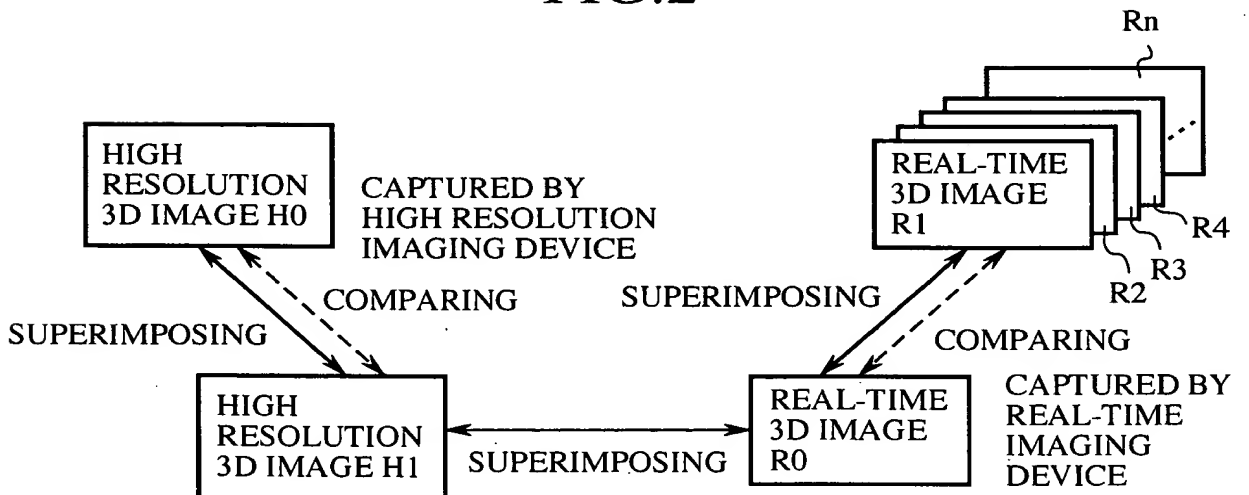 FIG.2
Rn
HIGH
RESOLUTION
3D IMAGE H0
CAPTURED BY
HIGH RESOLUTION
IMAGING DEVICE
REAL-TIME
3D IMAGE
R1
R4
R3
R2
COMPARING
SUPERIMPOSING
SUPERIMPOSING
COMPARING
HIGH
RESOLUTION
3D IMAGE H1
SUPERIMPOSING
REAL-TIME
3D IMAGE
R0
CAPTURED BY
REAL-TIME
IMAGING
DEVICE